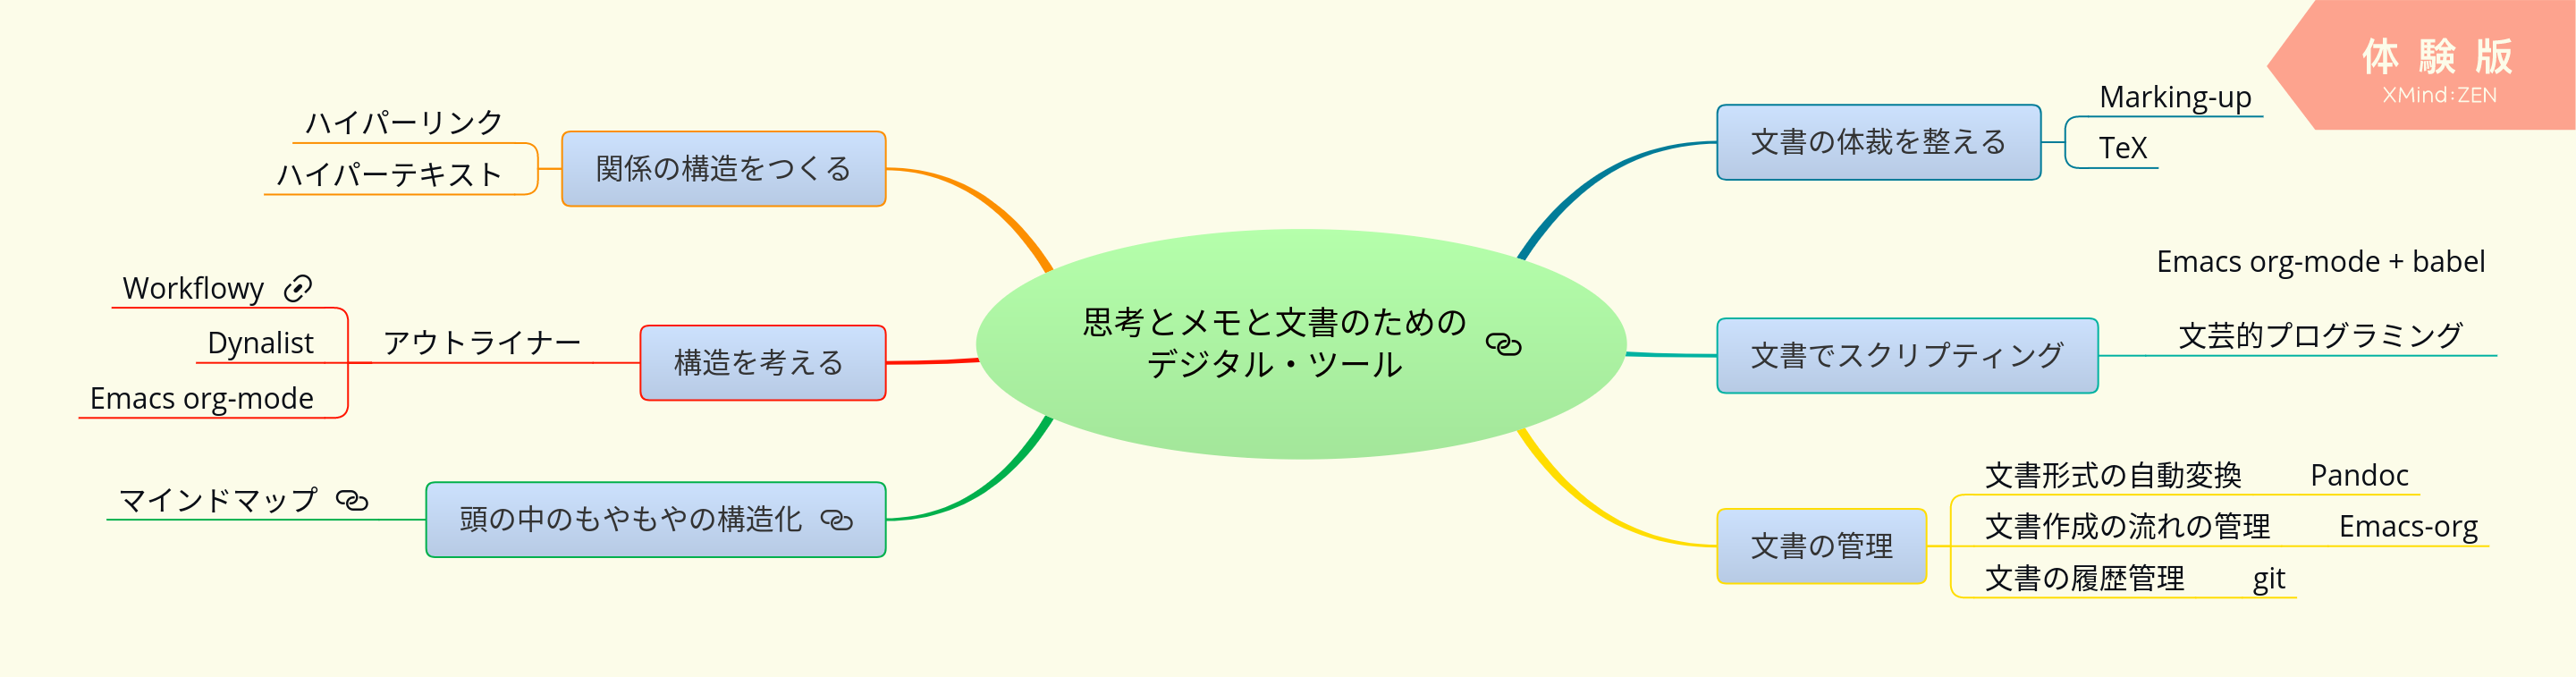 体験版
XMind:ZEN
思考とメモと文書のための
デジタル・ツール
文書の体裁を整える
Marking-up
TeX
Emacs org-mode + babel
文書でスクリプティング
文芸的プログラミング
文書の管理
文書形式の自動変換 Pandoc
文書作成の流れの管理 Emacs-org
文書の履歴管理 git
関係の構造をつくる
ハイパーリンク
ハイパーテキスト
構造を考える
アウトライナー
Workflowy
Dynalist
Emacs org-mode
頭の中のもやもやの構造化
マインドマップ